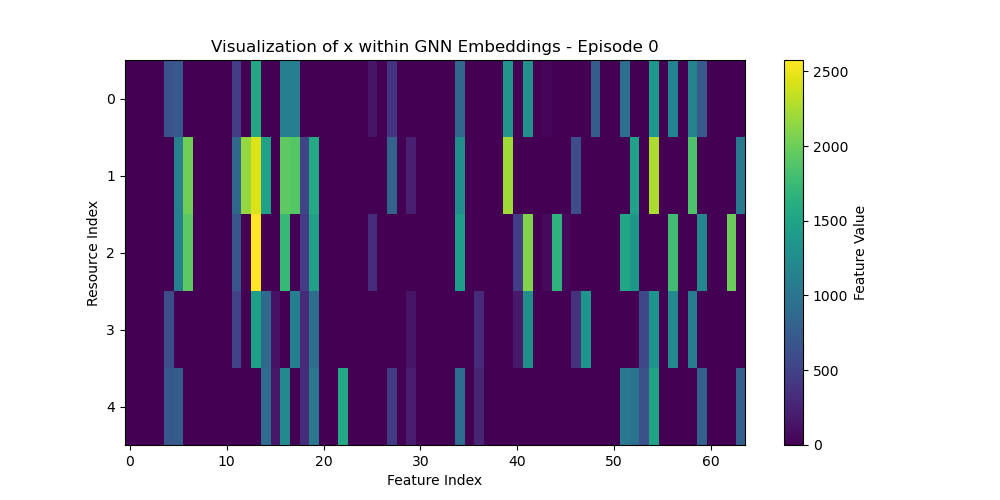 Visualization of x within GNN Embeddings - Episode 0
0
1
2
3
4
Resource Index
0 10 20 30 40 50 60
Feature Index
2500
2000
1500
1000
500
0
Feature Value